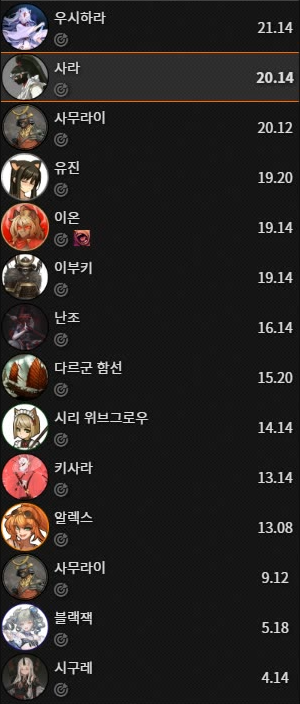 우시하라
21.14
사라
20.14
사무라이
20.12
유진
19.20
이온
19.14
이부키
19.14
난조
16.14
다르군 함선
15.20
시리 위브그로우
14.14
키사라
13.14
알렉스
13.08
사무라이
9.12
블랙잭
5.18
시구레
4.14